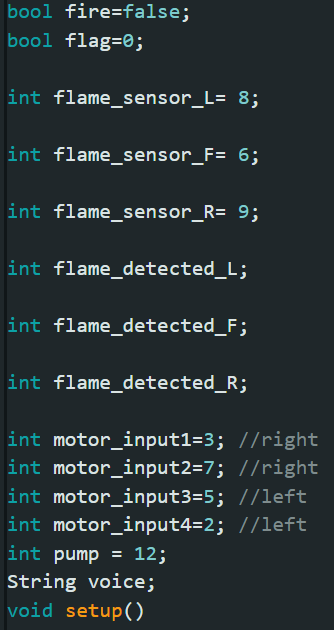 bool fire=false;
bool flag=0;
int flame_sensor_L= 8;
int flame_sensor_F= 6;
int flame_sensor_R= 9;
int flame_detected_L;
int flame_detected_F;
int flame_detected_R;
int motor_input1=3; //right
int motor_input2=7; //right
int motor_input3=5; //left
int motor_input4=2; //left
int pump = 12;
String voice;
void setup()